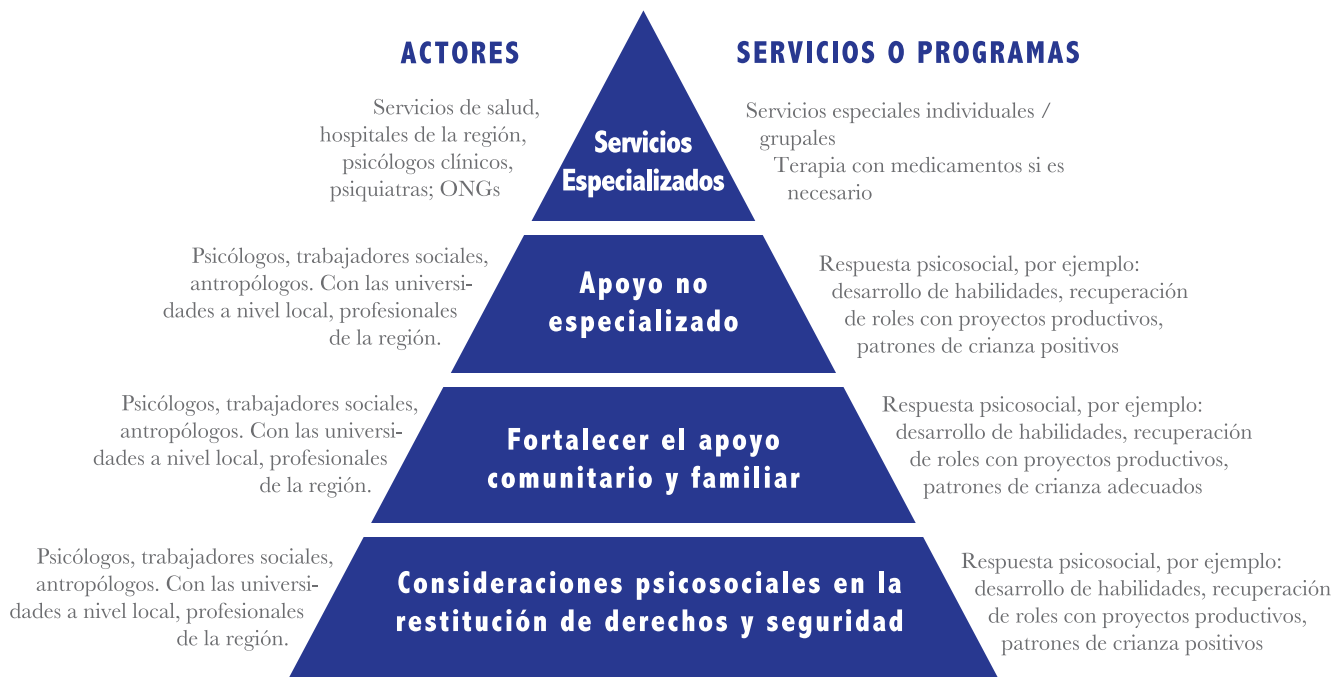 ACTORES
SERVICIOS O PROGRAMAS
Servicios de salud,
hospitales de la región,
psicólogos clínicos,
psiquiatras; ONGs
Servicios
Especializados
Servicios especiales individuales /
grupales
Terapia con medicamentos si es
necesario
Psicólogos, trabajadores sociales,
antropólogos. Con las universi-
dades a nivel local, profesionales
de la región.
Apoyo no
especializado
Respuesta psicosocial, por ejemplo:
desarrollo de habilidades, recuperación
de roles con proyectos productivos,
patrones de crianza positivos
Psicólogos, trabajadores sociales,
antropólogos. Con las universi-
dades a nivel local, profesionales
de la región.
Fortalecer el apoyo
comunitario y familiar
Respuesta psicosocial, por ejemplo:
desarrollo de habilidades, recuperación
de roles con proyectos productivos,
patrones de crianza adecuados
Psicólogos, trabajadores sociales,
antropólogos. Con las universi-
dades a nivel local, profesionales
de la región.
Consideraciones psicosociales en la
restitución de derechos y seguridad
Respuesta psicosocial, por ejemplo:
desarrollo de habilidades, recuperación
de roles con proyectos productivos,
patrones de crianza positivos